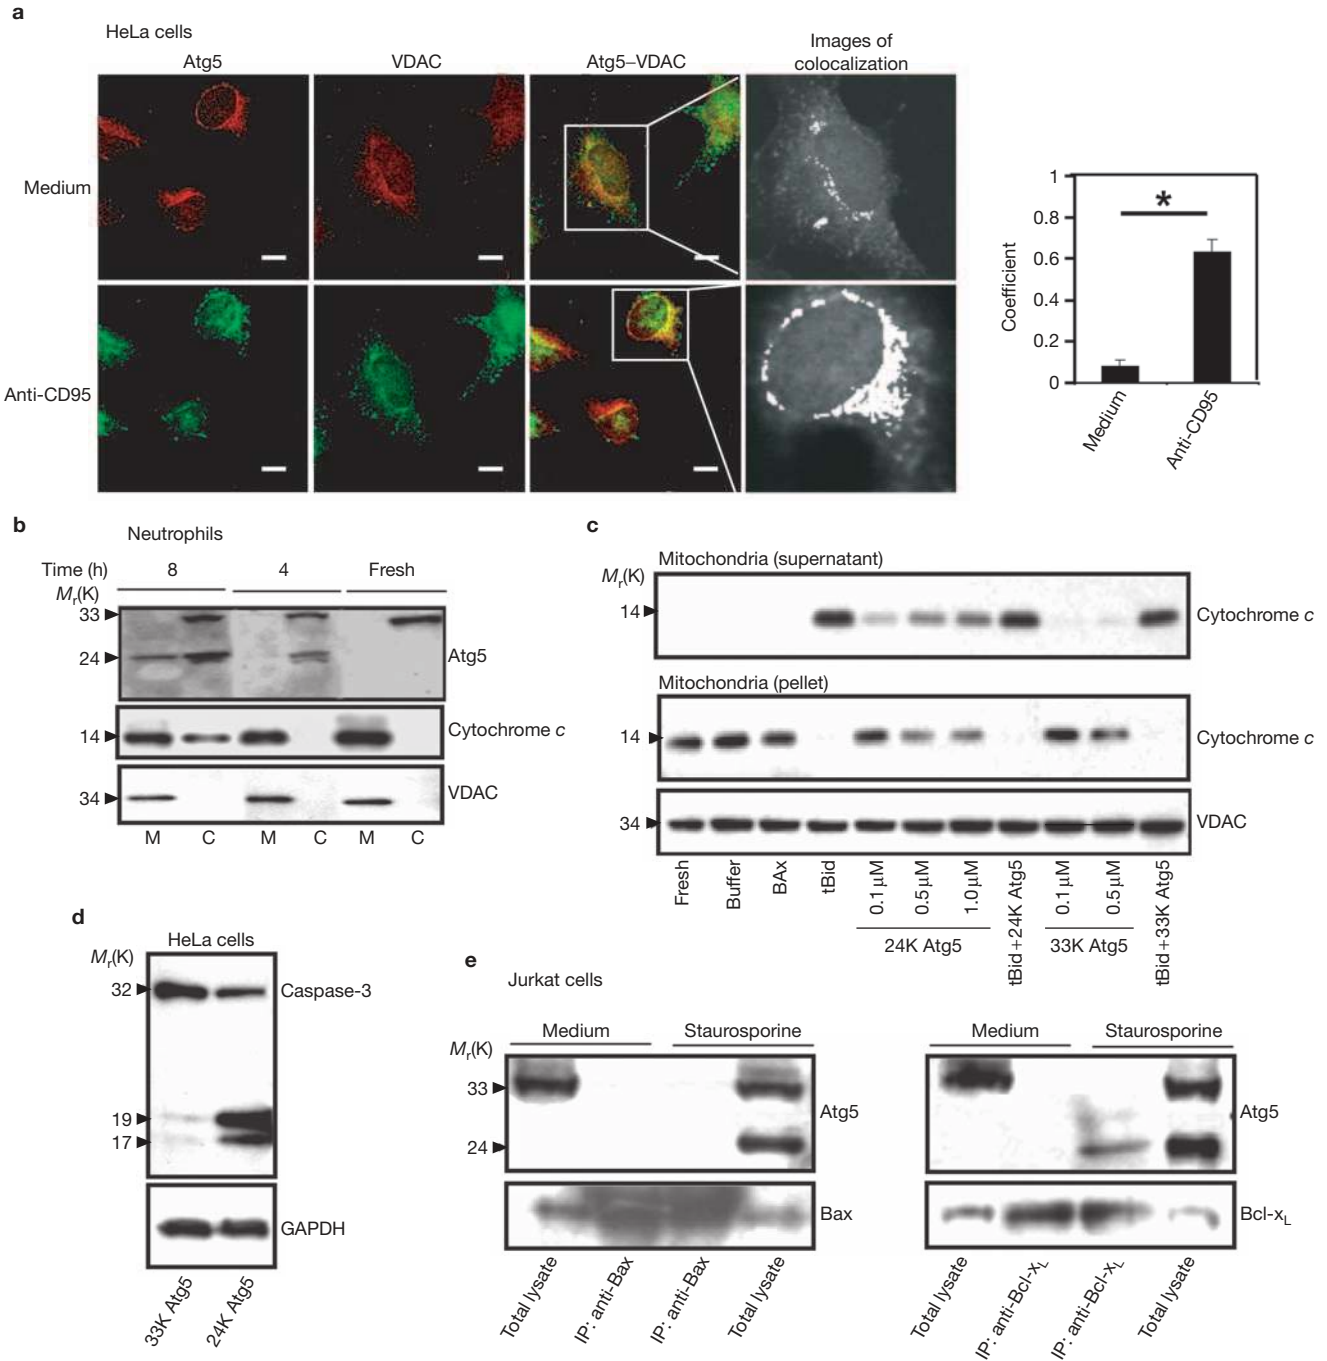 a
HeLa cells
Atg5 VDAC Atg5–VDAC Images of colocalization
Medium
Anti-CD95
Coefficient
1
0.8
0.6
0.4
0.2
0
*
Medium
Anti-CD95
b
Neutrophils
Time (h) 8 4 Fresh
Mr(K)
33
24
Atg5
14
Cytochrome c
34
VDAC
M C M C M C
c
Mitochondria (supernatant)
Mr(K)
14
Cytochrome c
Mitochondria (pellet)
14
Cytochrome c
34
VDAC
Fresh
Buffer
BAx
tBid
0.1 μM
0.5 μM
1.0 μM
24K Atg5
tBid+24K Atg5
0.1 μM
0.5 μM
33K Atg5
tBid+33K Atg5
d
HeLa cells
Mr(K)
32
Caspase-3
19
17
GAPDH
33K Atg5
24K Atg5
e
Jurkat cells
Medium Staurosporine
Mr(K)
33
24
Atg5
Bax
Total lysate
IP: anti-Bax
IP: anti-Bax
Total lysate
Medium Staurosporine
Atg5
Bcl-xL
Total lysate
IP: anti-Bcl-xL
IP: anti-Bcl-xL
Total lysate